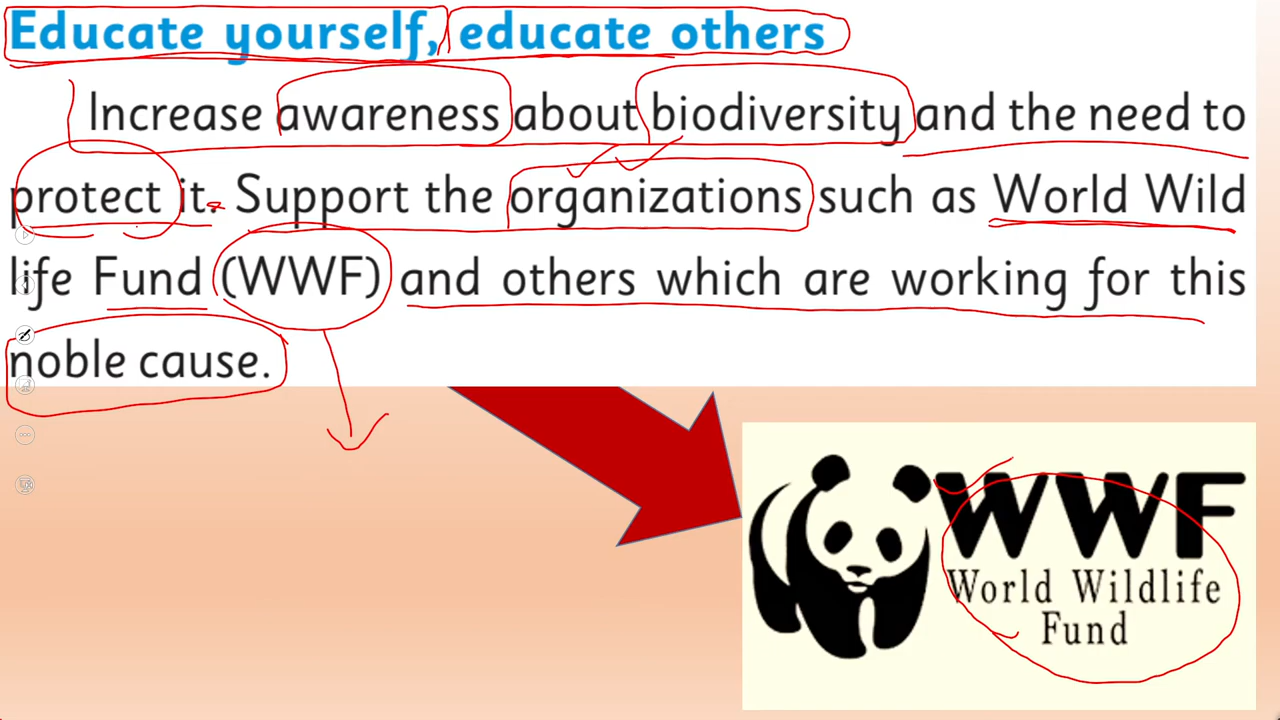 Educate yourself, educate others
Increase awareness about biodiversity and the need to
protect it. Support the organizations such as World Wild
life Fund (WWF) and others which are working for this
noble cause.
WWF
World Wildlife
Fund